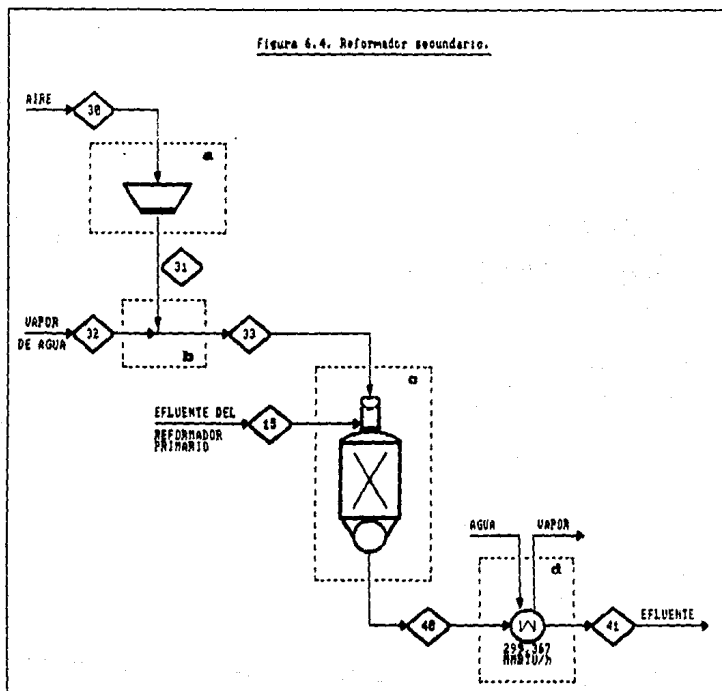 Figura 6.4. Reformador secundario.
AIRE
30
a
31
VAPOR
DE AGUA
32
33
b
c
EFLUENTE DEL
REFORMADOR
PRIMARIO
15
AGUA
VAPOR
d
40
41
EFLUENTE
MMBTU/h